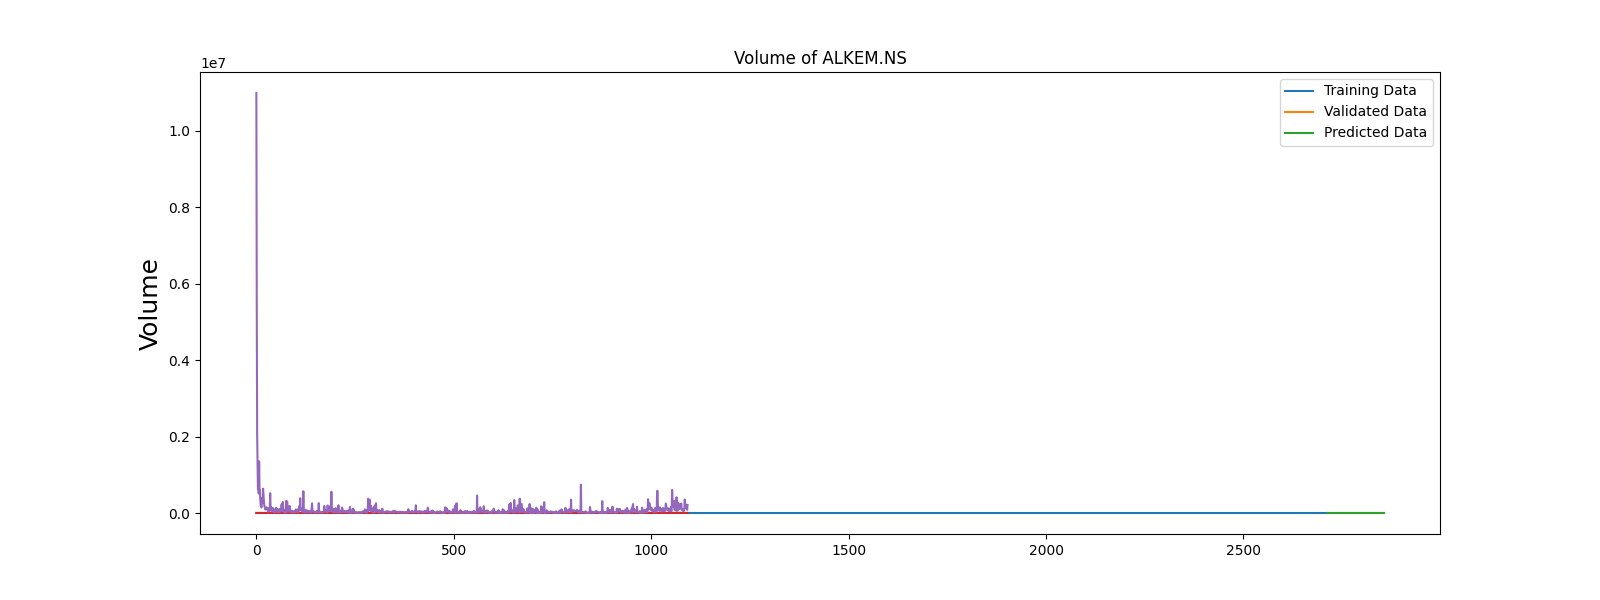 Volume of ALKEM.NS
1e7
Training Data
Validated Data
Predicted Data
1.0
0.8
0.6
0.4
0.2
0.0
Volume
0 500 1000 1500 2000 2500